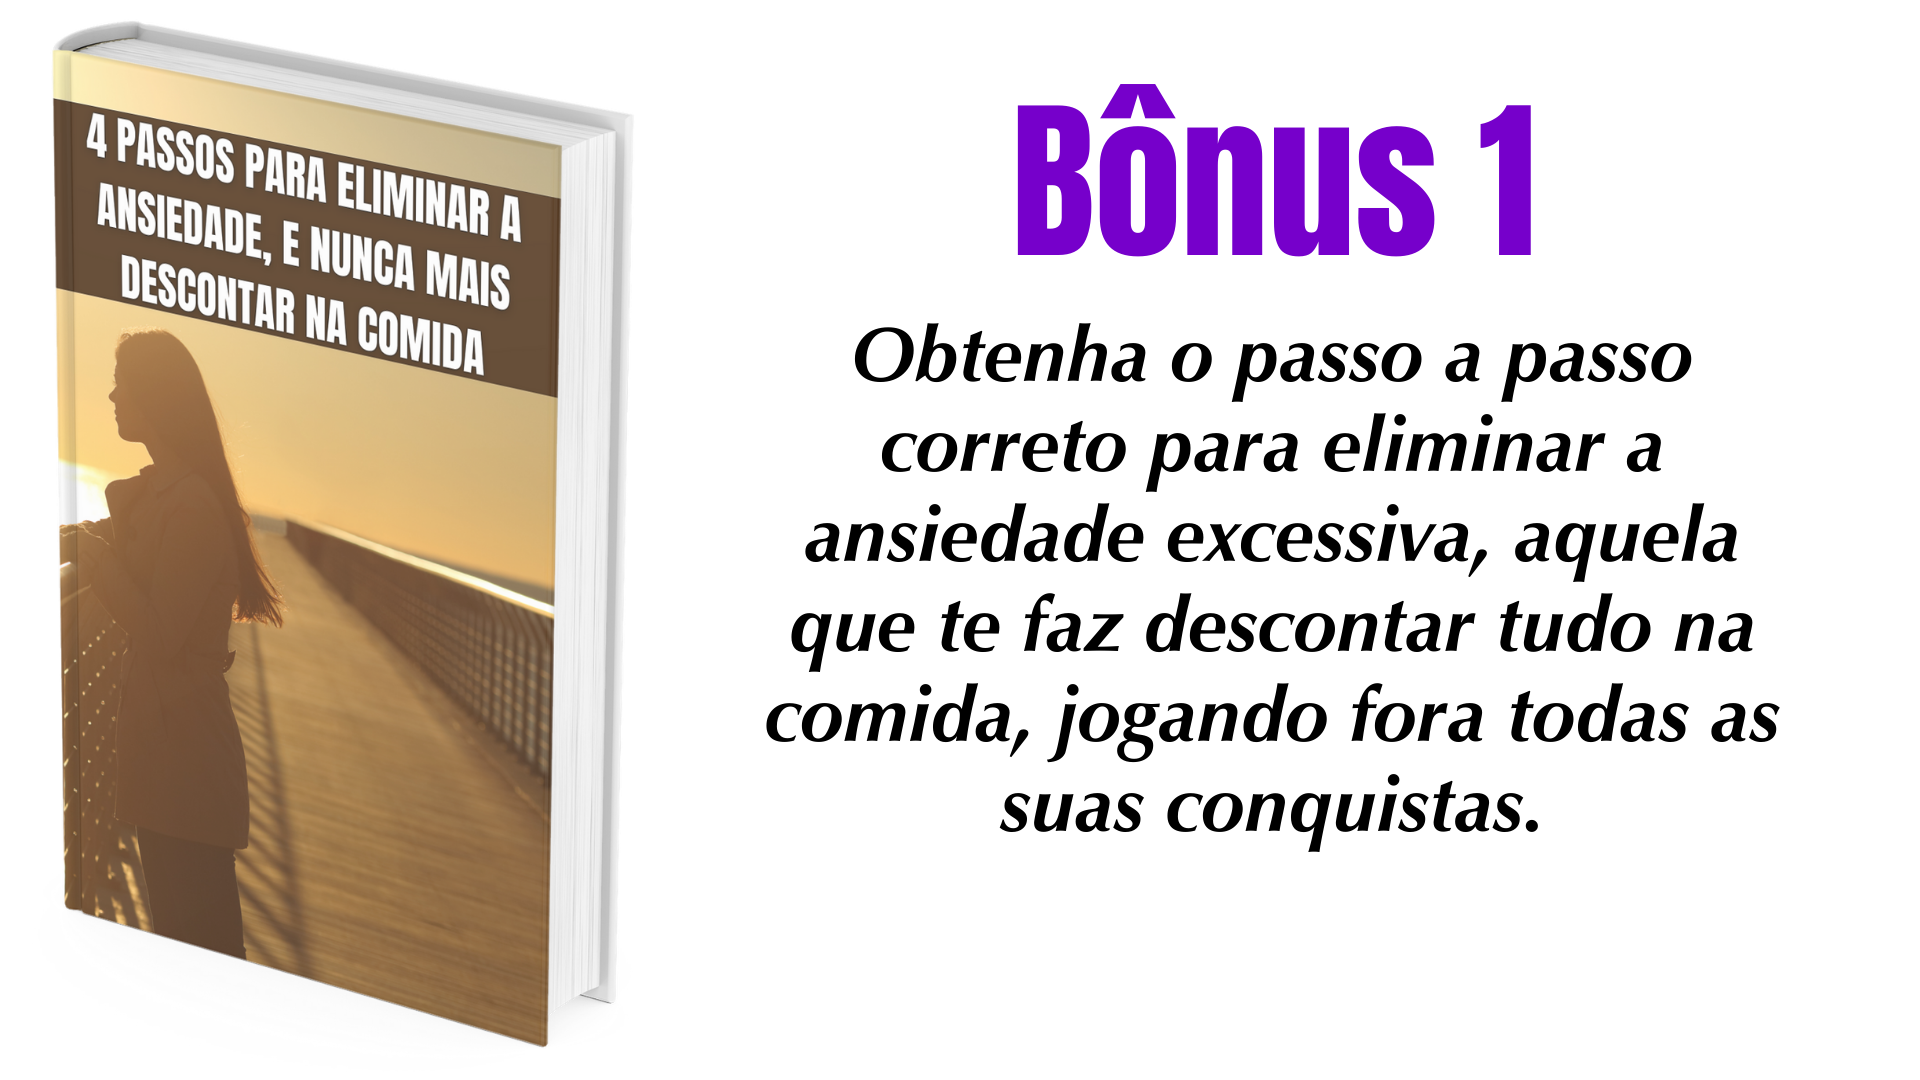 4 PASSOS PARA ELIMINAR A
ANSIEDADE, E NUNCA MAIS
DESCONTAR NA COMIDA
Bônus 1
Obtenha o passo a passo
correto para eliminar a
ansiedade excessiva, aquela
que te faz descontar tudo na
comida, jogando fora todas as
suas conquistas.